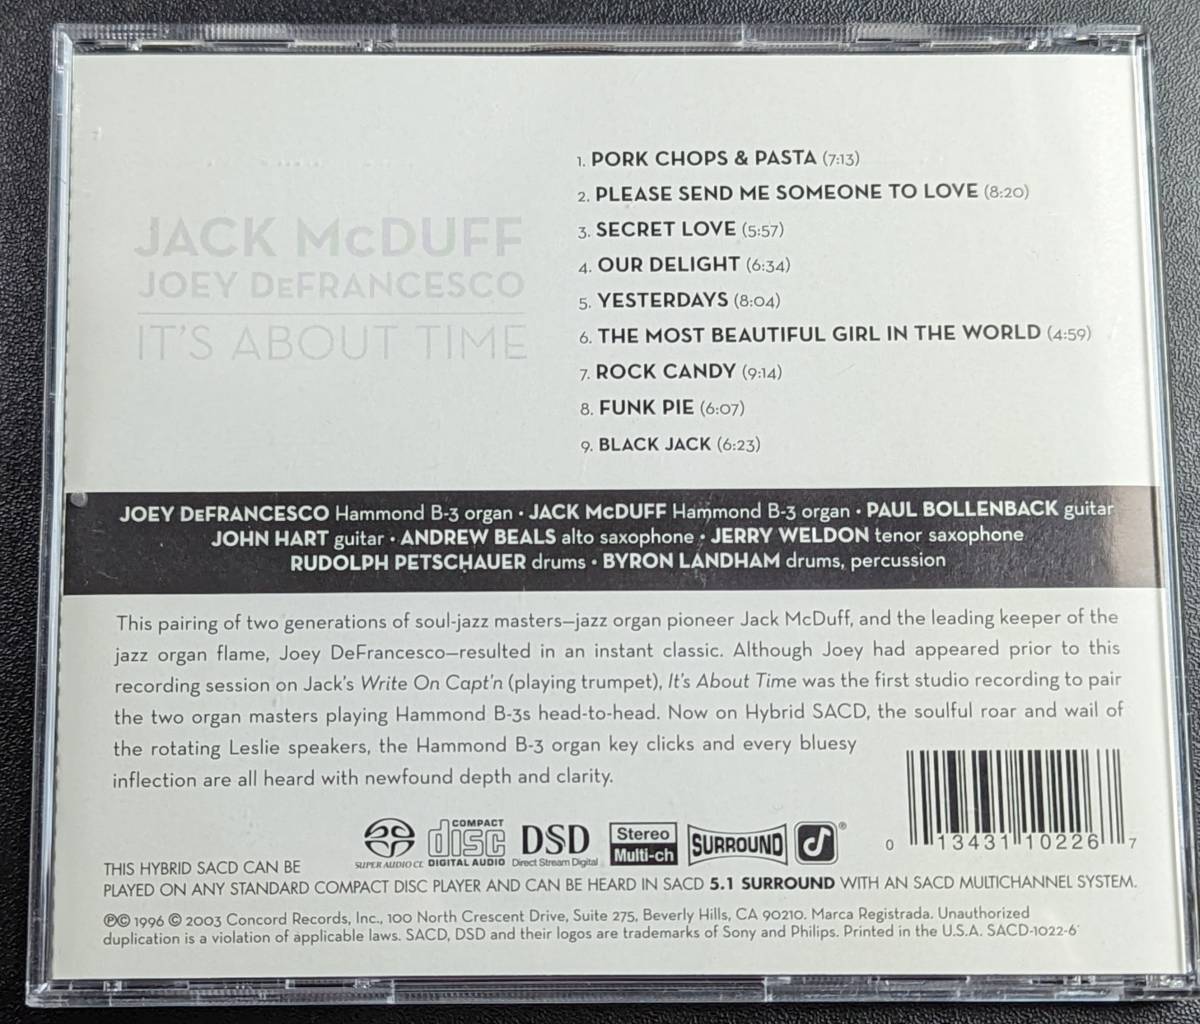 JACK McDUFF
JOEY DeFRANCESCO
IT'S ABOUT TIME
1. PORK CHOPS & PASTA (7:13)
2. PLEASE SEND ME SOMEONE TO LOVE (8:20)
3. SECRET LOVE (5:57)
4. OUR DELIGHT (6:34)
5. YESTERDAYS (8:04)
6. THE MOST BEAUTIFUL GIRL IN THE WORLD (4:59)
7. ROCK CANDY (9:14)
8. FUNK PIE (6:07)
9. BLACK JACK (6:23)
JOEY DeFRANCESCO Hammond B-3 organ • JACK McDUFF Hammond B-3 organ • PAUL BOLLENBACK guitar
JOHN HART guitar • ANDREW BEALS alto saxophone • JERRY WELDON tenor saxophone
RUDOLPH PETSCHAUER drums • BYRON LANDHAM drums, percussion
This pairing of two generations of soul-jazz masters—jazz organ pioneer Jack McDuff, and the leading keeper of the
jazz organ flame, Joey DeFrancesco—resulted in an instant classic. Although Joey had appeared prior to this
recording session on Jack's Write On Capt'n (playing trumpet), It's About Time was the first studio recording to pair
the two organ masters playing Hammond B-3s head-to-head. Now on Hybrid SACD, the soulful roar and wail of
the rotating Leslie speakers, the Hammond B-3 organ key clicks and every bluesy
inflection are all heard with newfound depth and clarity.
SUPER AUDIO CD
COMPACT
disc
DIGITAL AUDIO
DSD
Direct Stream Digital
Stereo
Multi-ch
SURROUND
®
0 13431 10226 7
THIS HYBRID SACD CAN BE
PLAYED ON ANY STANDARD COMPACT DISC PLAYER AND CAN BE HEARD IN SACD 5.1 SURROUND WITH AN SACD MULTICHANNEL SYSTEM.
℗© 1996 © 2003 Concord Records, Inc., 100 North Crescent Drive, Suite 275, Beverly Hills, CA 90210. Marca Registrada. Unauthorized
duplication is a violation of applicable laws. SACD, DSD and their logos are trademarks of Sony and Philips. Printed in the U.S.A. SACD-1022-6